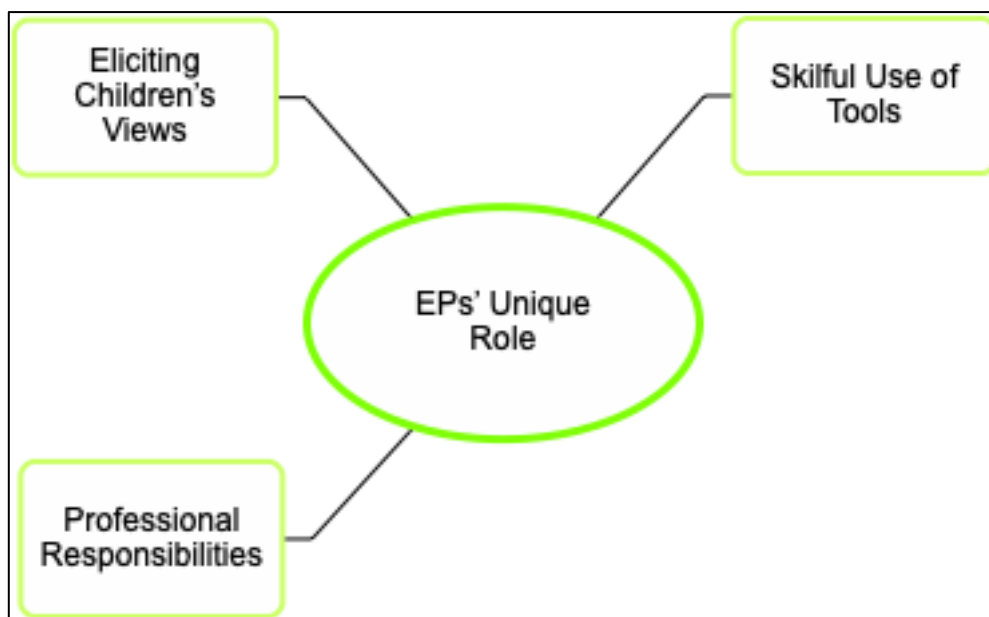 Eliciting
Children’s
Views
Skilful Use of
Tools
EPs’ Unique
Role
Professional
Responsibilities